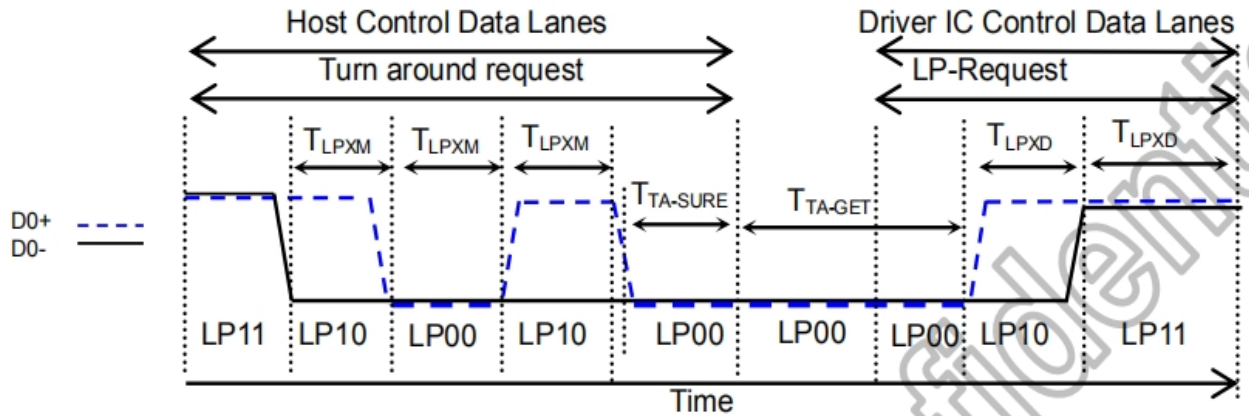 Host Control Data Lanes
Driver IC Control Data Lanes
Turn around request
LP-Request
TLPXM TLPXM TLPXM TLPXD TLPXD
TTA-SURE TTA-GET
D0+
D0-
LP11 LP10 LP00 LP10 LP00 LP00 LP00 LP10 LP11
Time